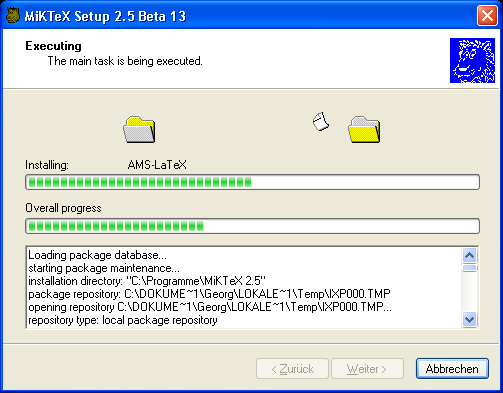 MiKTeX Setup 2.5 Beta 13
Executing
The main task is being executed.
Installing: AMS-LaTeX
Overall progress
Loading package database...
starting package maintenance...
installation directory: "C:\Programme\MiKTeX 2.5"
package repository: C:\DOKUME~1\Georg\LOKALE~1\Temp\IXP000.TMP
opening repository C:\DOKUME~1\Georg\LOKALE~1\Temp\IXP000.TMP...
repository type: local package repository
< Zurück Weiter > Abbrechen